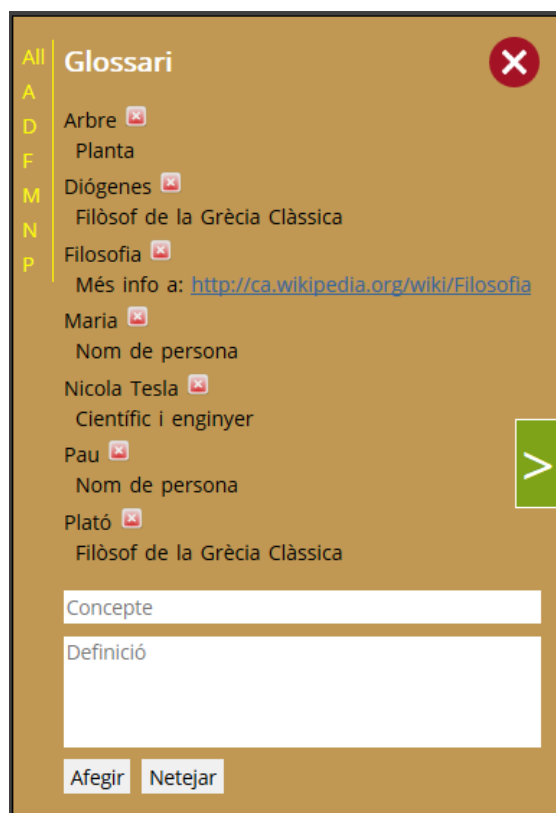 All
A
D
F
M
N
P
Glossari
Arbre
Planta
Diógenes
Filòsof de la Grècia Clàssica
Filosofia
Més info a: http://ca.wikipedia.org/wiki/Filosofia
Maria
Nom de persona
Nicola Tesla
Científic i enginyer
Pau
Nom de persona
Plató
Filòsof de la Grècia Clàssica
>
Concepte
Definició
Afegir Netejar